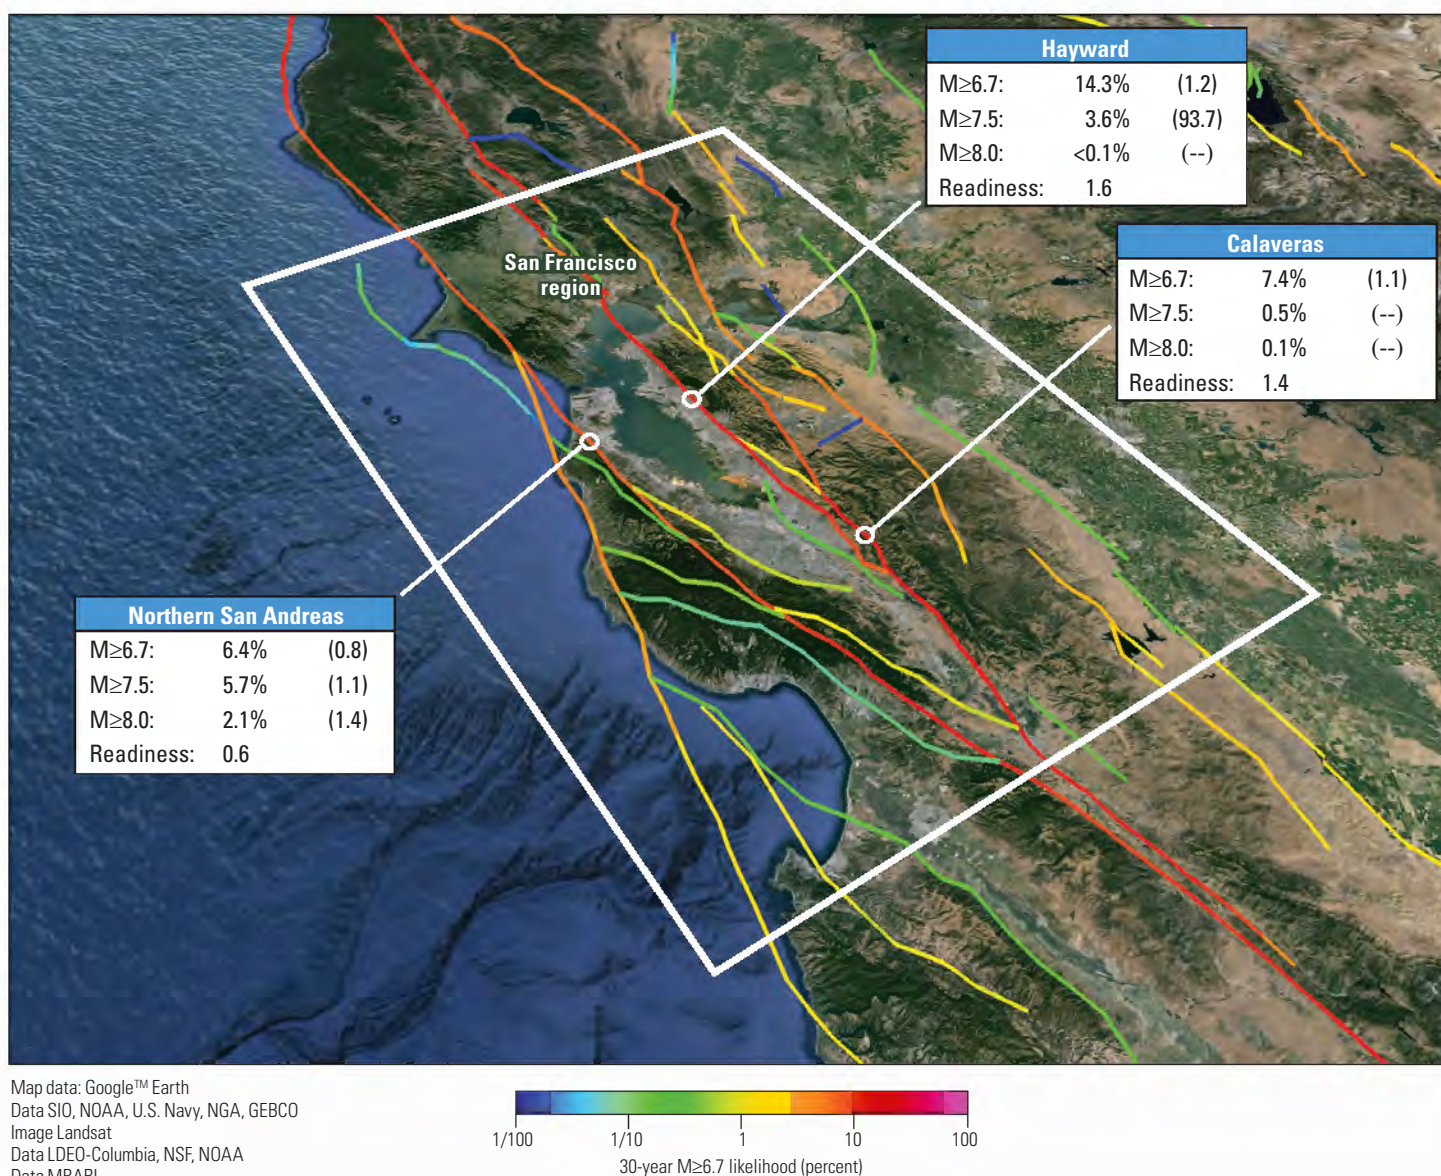 Hayward
M≥6.7: 14.3% (1.2)
M≥7.5: 3.6% (93.7)
M≥8.0: <0.1% (--)
Readiness: 1.6
Calaveras
M≥6.7: 7.4% (1.1)
M≥7.5: 0.5% (--)
M≥8.0: 0.1% (--)
Readiness: 1.4
San Francisco
region
Northern San Andreas
M≥6.7: 6.4% (0.8)
M≥7.5: 5.7% (1.1)
M≥8.0: 2.1% (1.4)
Readiness: 0.6
Map data: Google™ Earth
Data SIO, NOAA, U.S. Navy, NGA, GEBCO
Image Landsat
Data LDEO-Columbia, NSF, NOAA
Data MBARI
1/100 1/10 1 10 100
30-year M≥6.7 likelihood (percent)